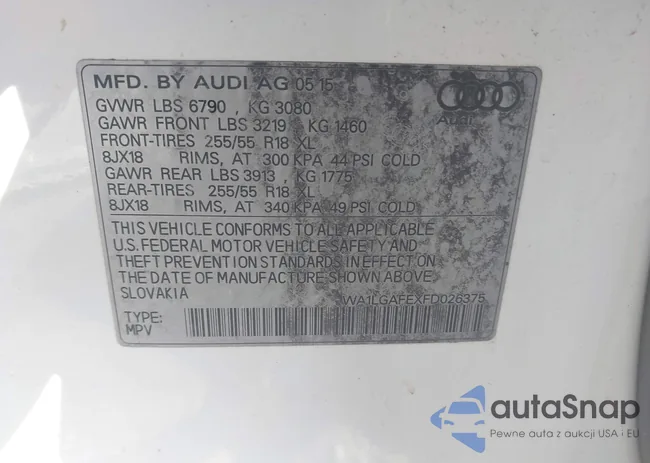 MFD. BY AUDI AG 05 15
GVWR LBS 6790 , KG 3080
GAWR FRONT LBS 3219 , KG 1460
FRONT-TIRES 255/55 R18 XL
8JX18 RIMS, AT 300 KPA 44 PSI COLD
GAWR REAR LBS 3913 , KG 1775
REAR-TIRES 255/55 R18 XL
8JX18 RIMS, AT 340 KPA 49 PSI COLD
Audi
THIS VEHICLE CONFORMS TO ALL APPLICABLE
U.S. FEDERAL MOTOR VEHICLE SAFETY AND
THEFT PREVENTION STANDARDS IN EFFECT ON
THE DATE OF MANUFACTURE SHOWN ABOVE.
SLOVAKIA
WA1LGAFEXFD026375
TYPE:
MPV
autoSnap
Pewne auta z aukcji USA i EU